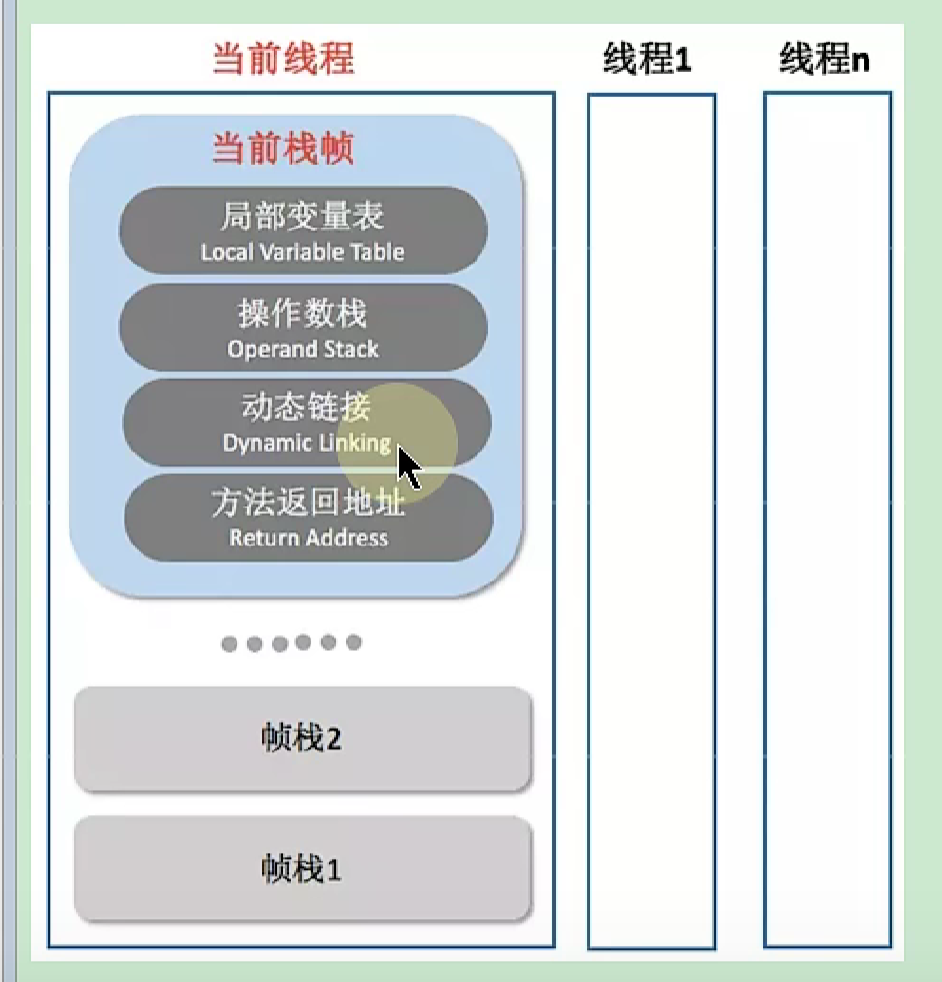 当前线程
线程1
线程n
当前栈帧
局部变量表
Local Variable Table
操作数栈
Operand Stack
动态链接
Dynamic Linking
方法返回地址
Return Address
帧栈2
帧栈1